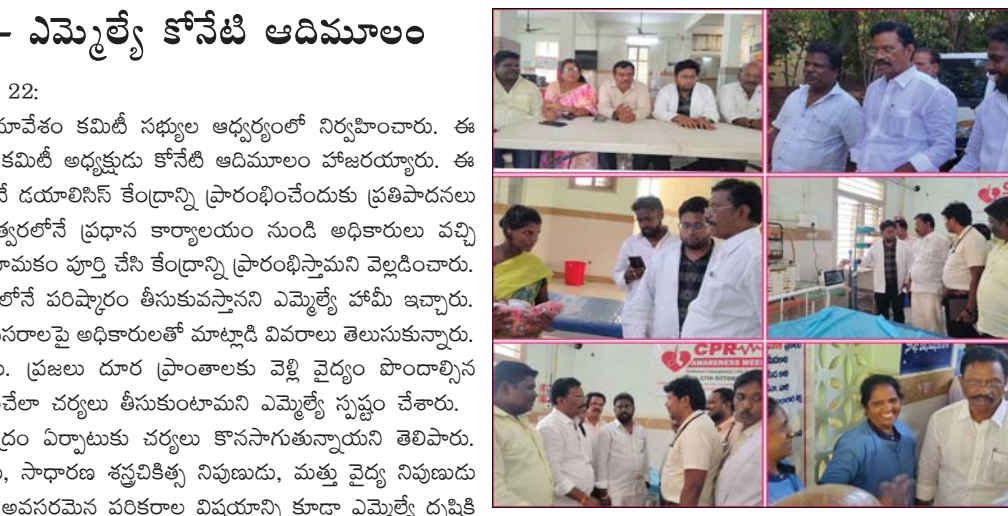 - ఎమ్మెల్యే కోనేటి ఆదిమూలం
22:
మావేశం కమిటీ సభ్యుల ఆధ్వర్యంలో నిర్వహించారు. ఈ
కమిటీ అధ్యక్షుడు కోనేటి ఆదిమూలం హాజరయ్యారు. ఈ
నే డయాలిసిస్ కేంద్రాన్ని ప్రారంభించేందుకు ప్రతిపాదనలు
త్వరలోనే ప్రధాన కార్యాలయం నుండి అధికారులు వచ్చి
యామకం పూర్తి చేసి కేంద్రాన్ని ప్రారంభిస్తామని వెల్లడించారు.
లోనే పరిష్కారం తీసుకువస్తానని ఎమ్మెల్యే హామీ ఇచ్చారు.
సరాలపై అధికారులతో మాట్లాడి వివరాలు తెలుసుకున్నారు.
ప్రజలు దూర ప్రాంతాలకు వెళ్లి వైద్యం పొందాల్సిన
చేలా చర్యలు తీసుకుంటామని ఎమ్మెల్యే స్పష్టం చేశారు.
ద్రం ఏర్పాటుకు చర్యలు కొనసాగుతున్నాయని తెలిపారు.
సాధారణ శస్త్రచికిత్స నిపుణుడు, మత్తు వైద్య నిపుణుడు
అవసరమైన పరికరాల విషయాన్ని కూడా ఎమ్మెల్యే దృష్టికి
CPR
AWARENESS WEEK
17TH OCTOBER